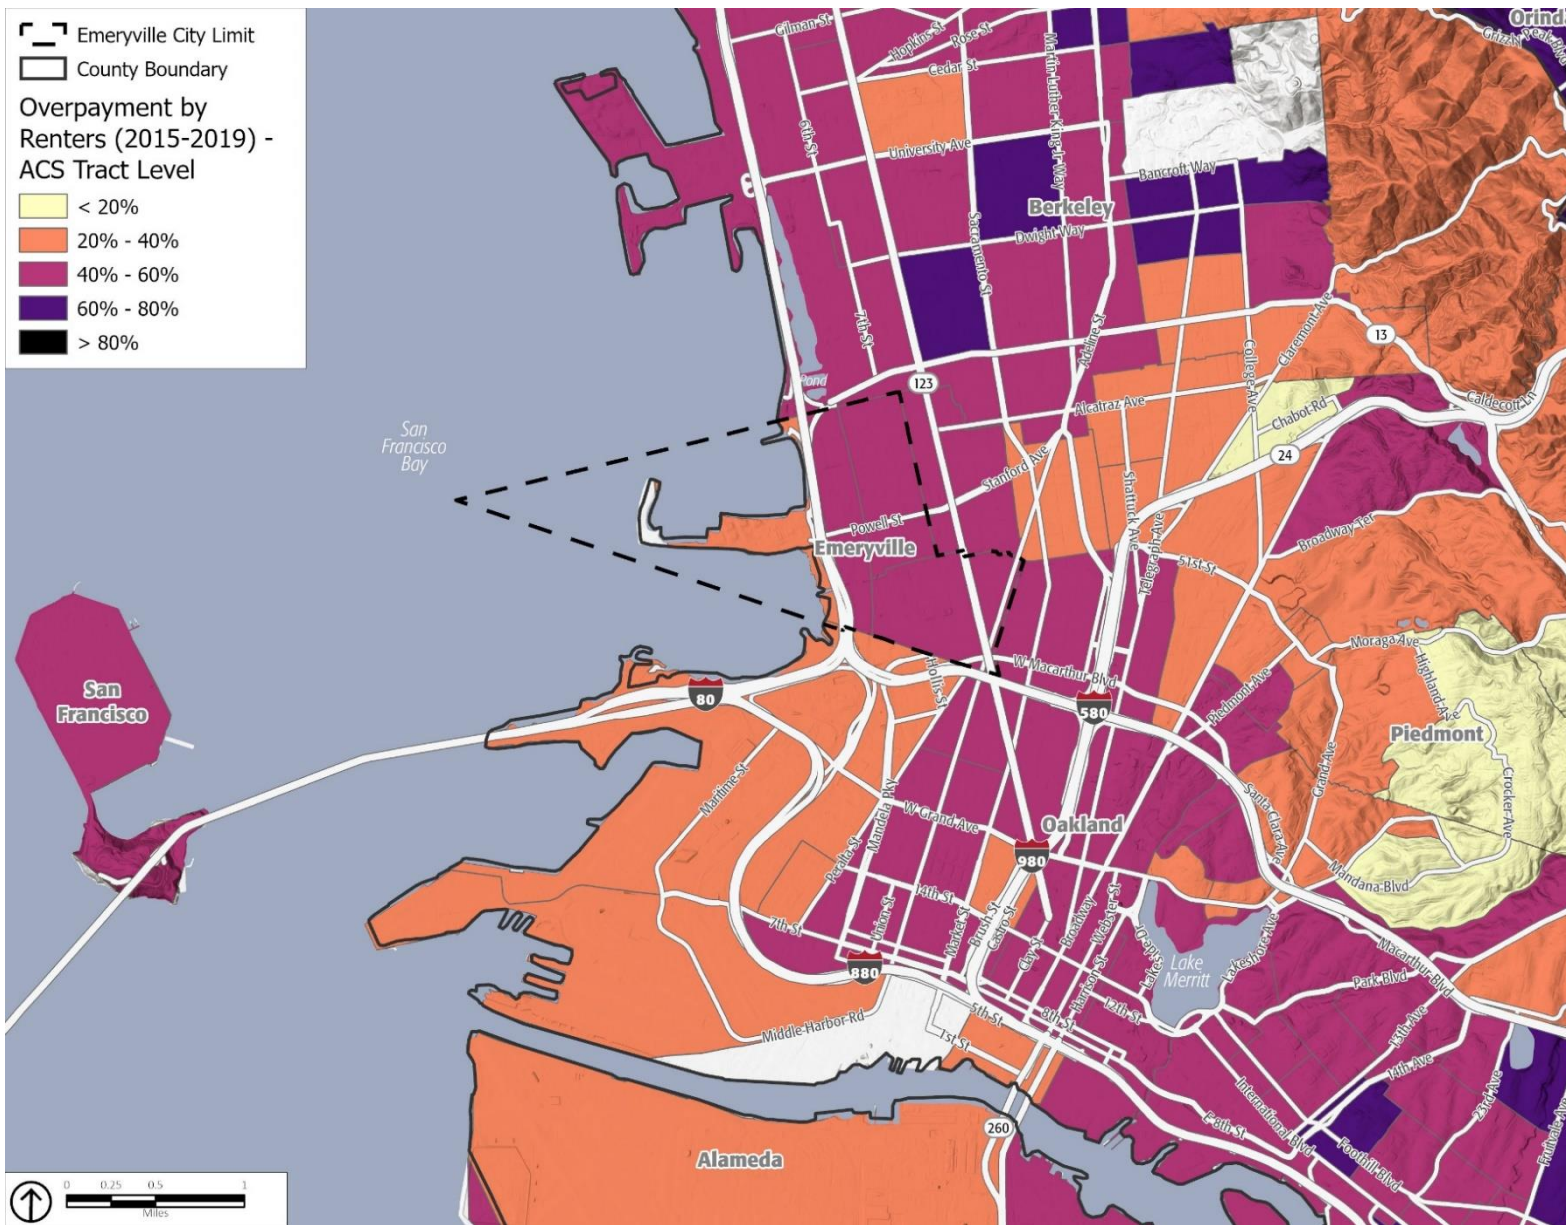 Emeryville City Limit
County Boundary
Overpayment by
Renters (2015-2019) -
ACS Tract Level
< 20%
20% - 40%
40% - 60%
60% - 80%
> 80%
Gilman St
Hopkins St
Rose St
Cedar St
Martin Luther King Jr Way
Grizzly Peak
6th St
University Ave
Bancroft Way
Berkeley
Dwight Way
Sacramento St
7th St
Adeline St
College Ave
Claremont Ave
13
Pond
123
Alcatraz Ave
Chabot Rd
Caldecott Ln
24
San
Francisco
Bay
Stanford Ave
Shattuck Ave
Telegraph Ave
Broadway Ter
Powell St
Emeryville
51st St
Moraga Ave
Highland Ave
Hollis St
W Macarthur Blvd
Piedmont Ave
San
Francisco
80
580
Piedmont
Grand Ave
Crocker Ave
Maritime St
Mandela Pky
W Grand Ave
Oakland
Santa Clara Ave
Peralta St
980
Mandana Blvd
14th St
Union St
Market St
Brush St
Castro St
Clay St
Broadway
Webster St
Harrison St
7th St
880
Lake
Merritt
Lakeshore Ave
Macarthur Blvd
Park Blvd
12th St
8th St
5th St
1st St
Middle Harbor Rd
13th Ave
14th Ave
23rd Ave
International Blvd
E 8th St
Foothill Blvd
260
Alameda
0 0.25 0.5 1
Miles